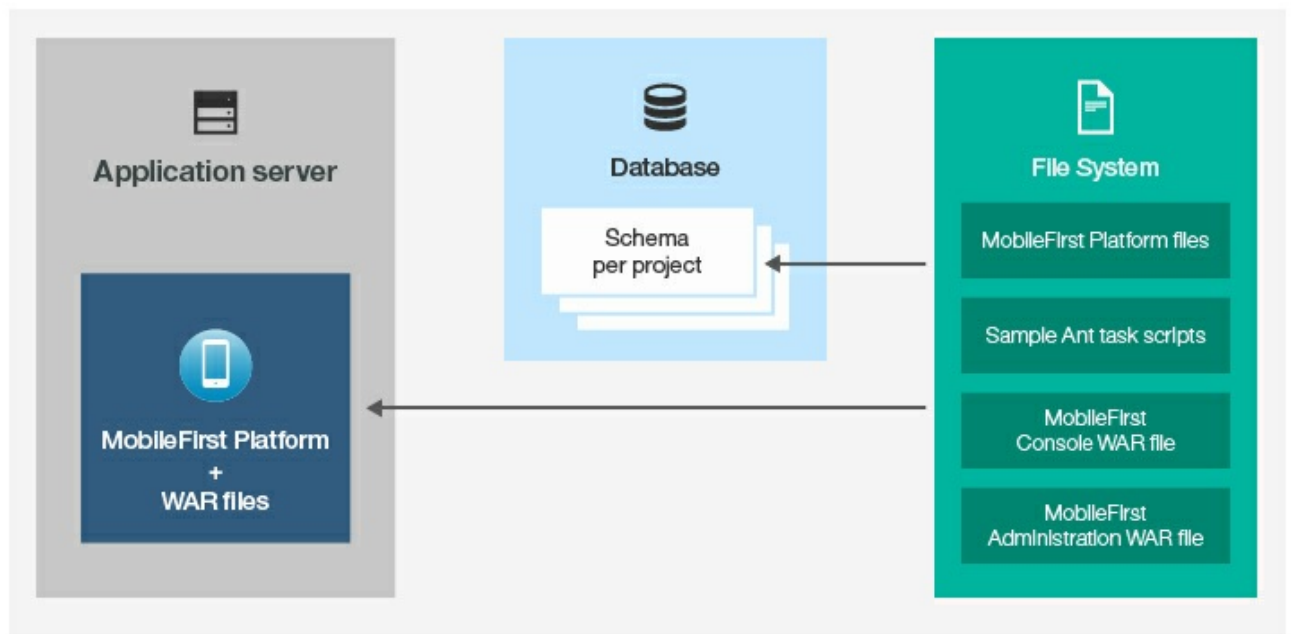 Application server
MobileFirst Platform
+
WAR files
Database
Schema
per project
File System
MobileFirst Platform files
Sample Ant task scripts
MobileFirst
Console WAR file
MobileFirst
Administration WAR file